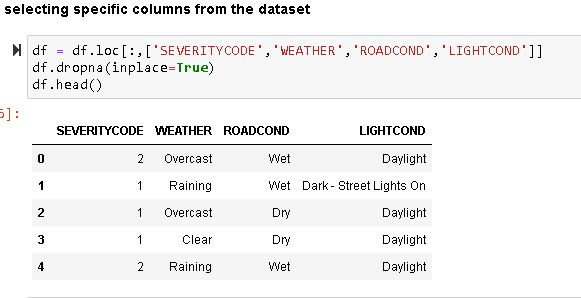 selecting specific columns from the dataset
df = df.loc[:,['SEVERITYCODE','WEATHER','ROADCOND','LIGHTCOND']]
df.dropna(inplace=True)
df.head()
]:
SEVERITYCODE WEATHER ROADCOND LIGHTCOND
0 2 Overcast Wet Daylight
1 1 Raining Wet Dark - Street Lights On
2 1 Overcast Dry Daylight
3 1 Clear Dry Daylight
4 2 Raining Wet Daylight